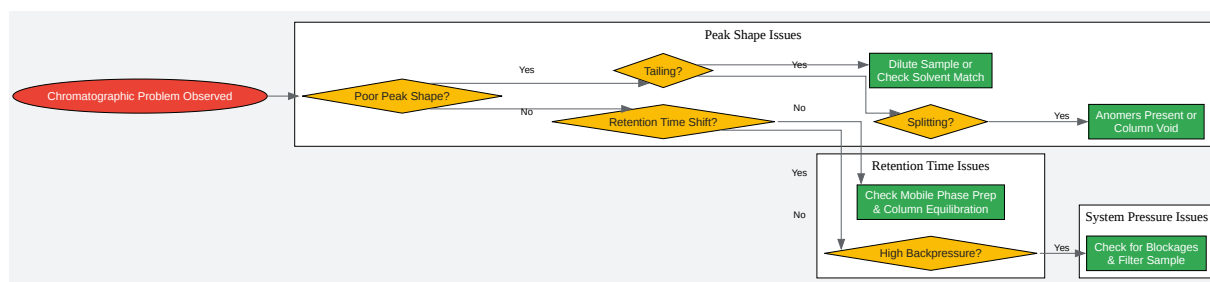 Peak Shape Issues
Chromatographic Problem Observed
Poor Peak Shape?
Yes
Tailing?
Yes
Dilute Sample or
Check Solvent Match
No
Retention Time Shift?
No
Splitting?
Yes
Anomers Present or
Column Void
Retention Time Issues
Yes
Check Mobile Phase Prep
& Column Equilibration
No
High Backpressure?
Yes
System Pressure Issues
Check for Blockages
& Filter Sample